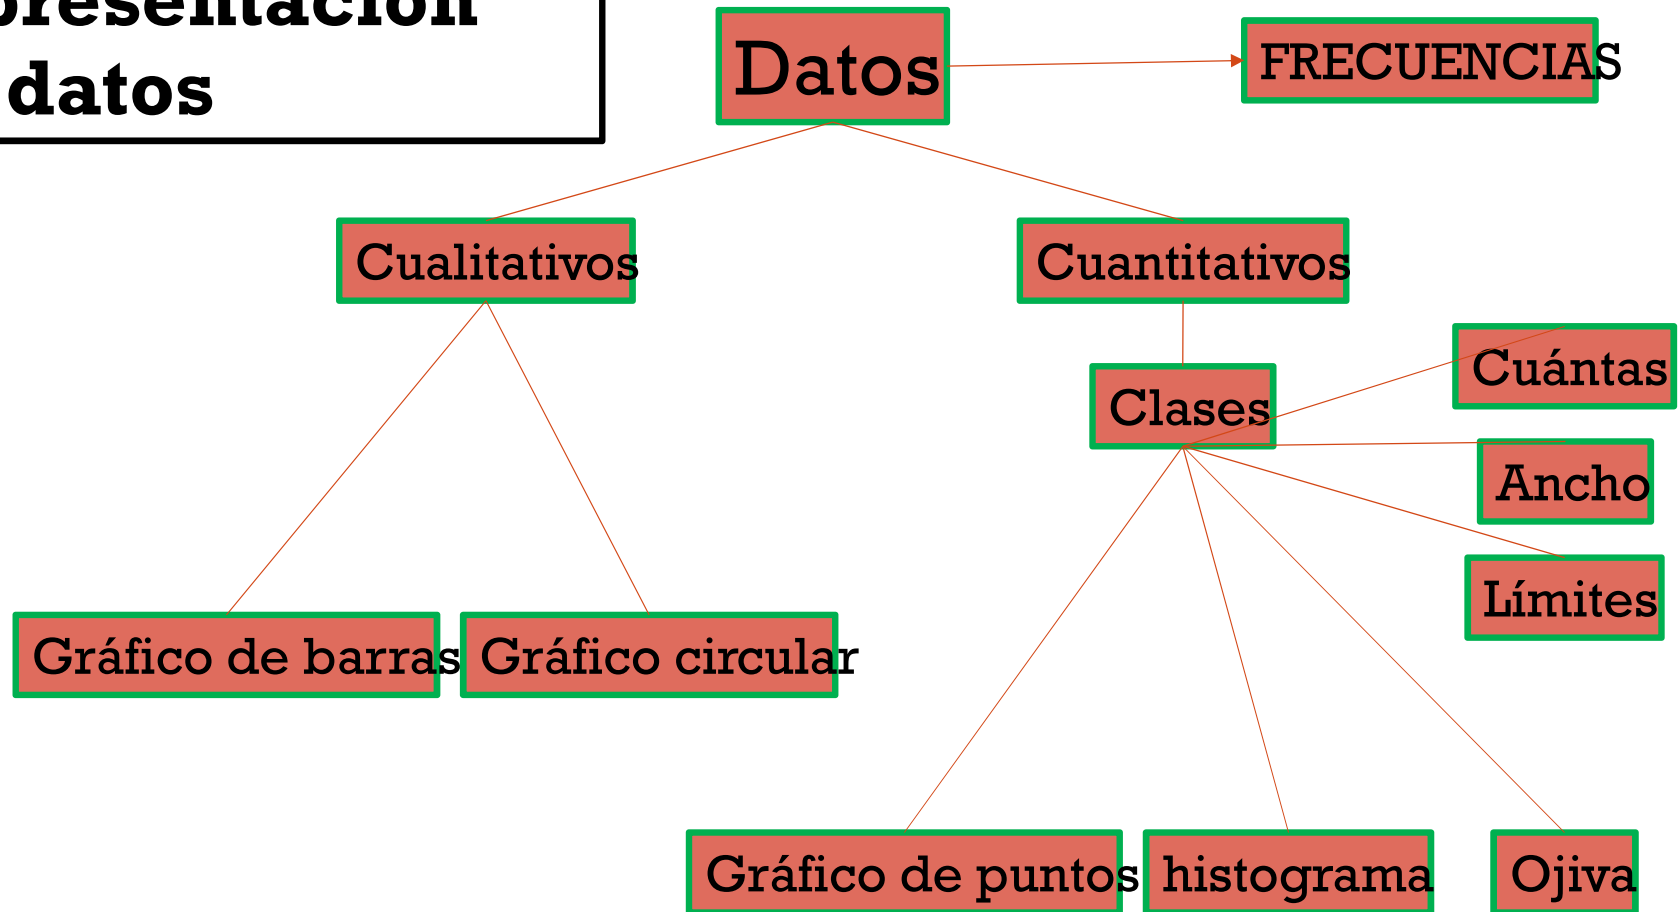 presentación
datos
Datos
FRECUENCIAS
Cualitativos
Cuantitativos
Cuántas
Clases
Ancho
Límites
Gráfico de barras
Gráfico circular
Gráfico de puntos
histograma
Ojiva